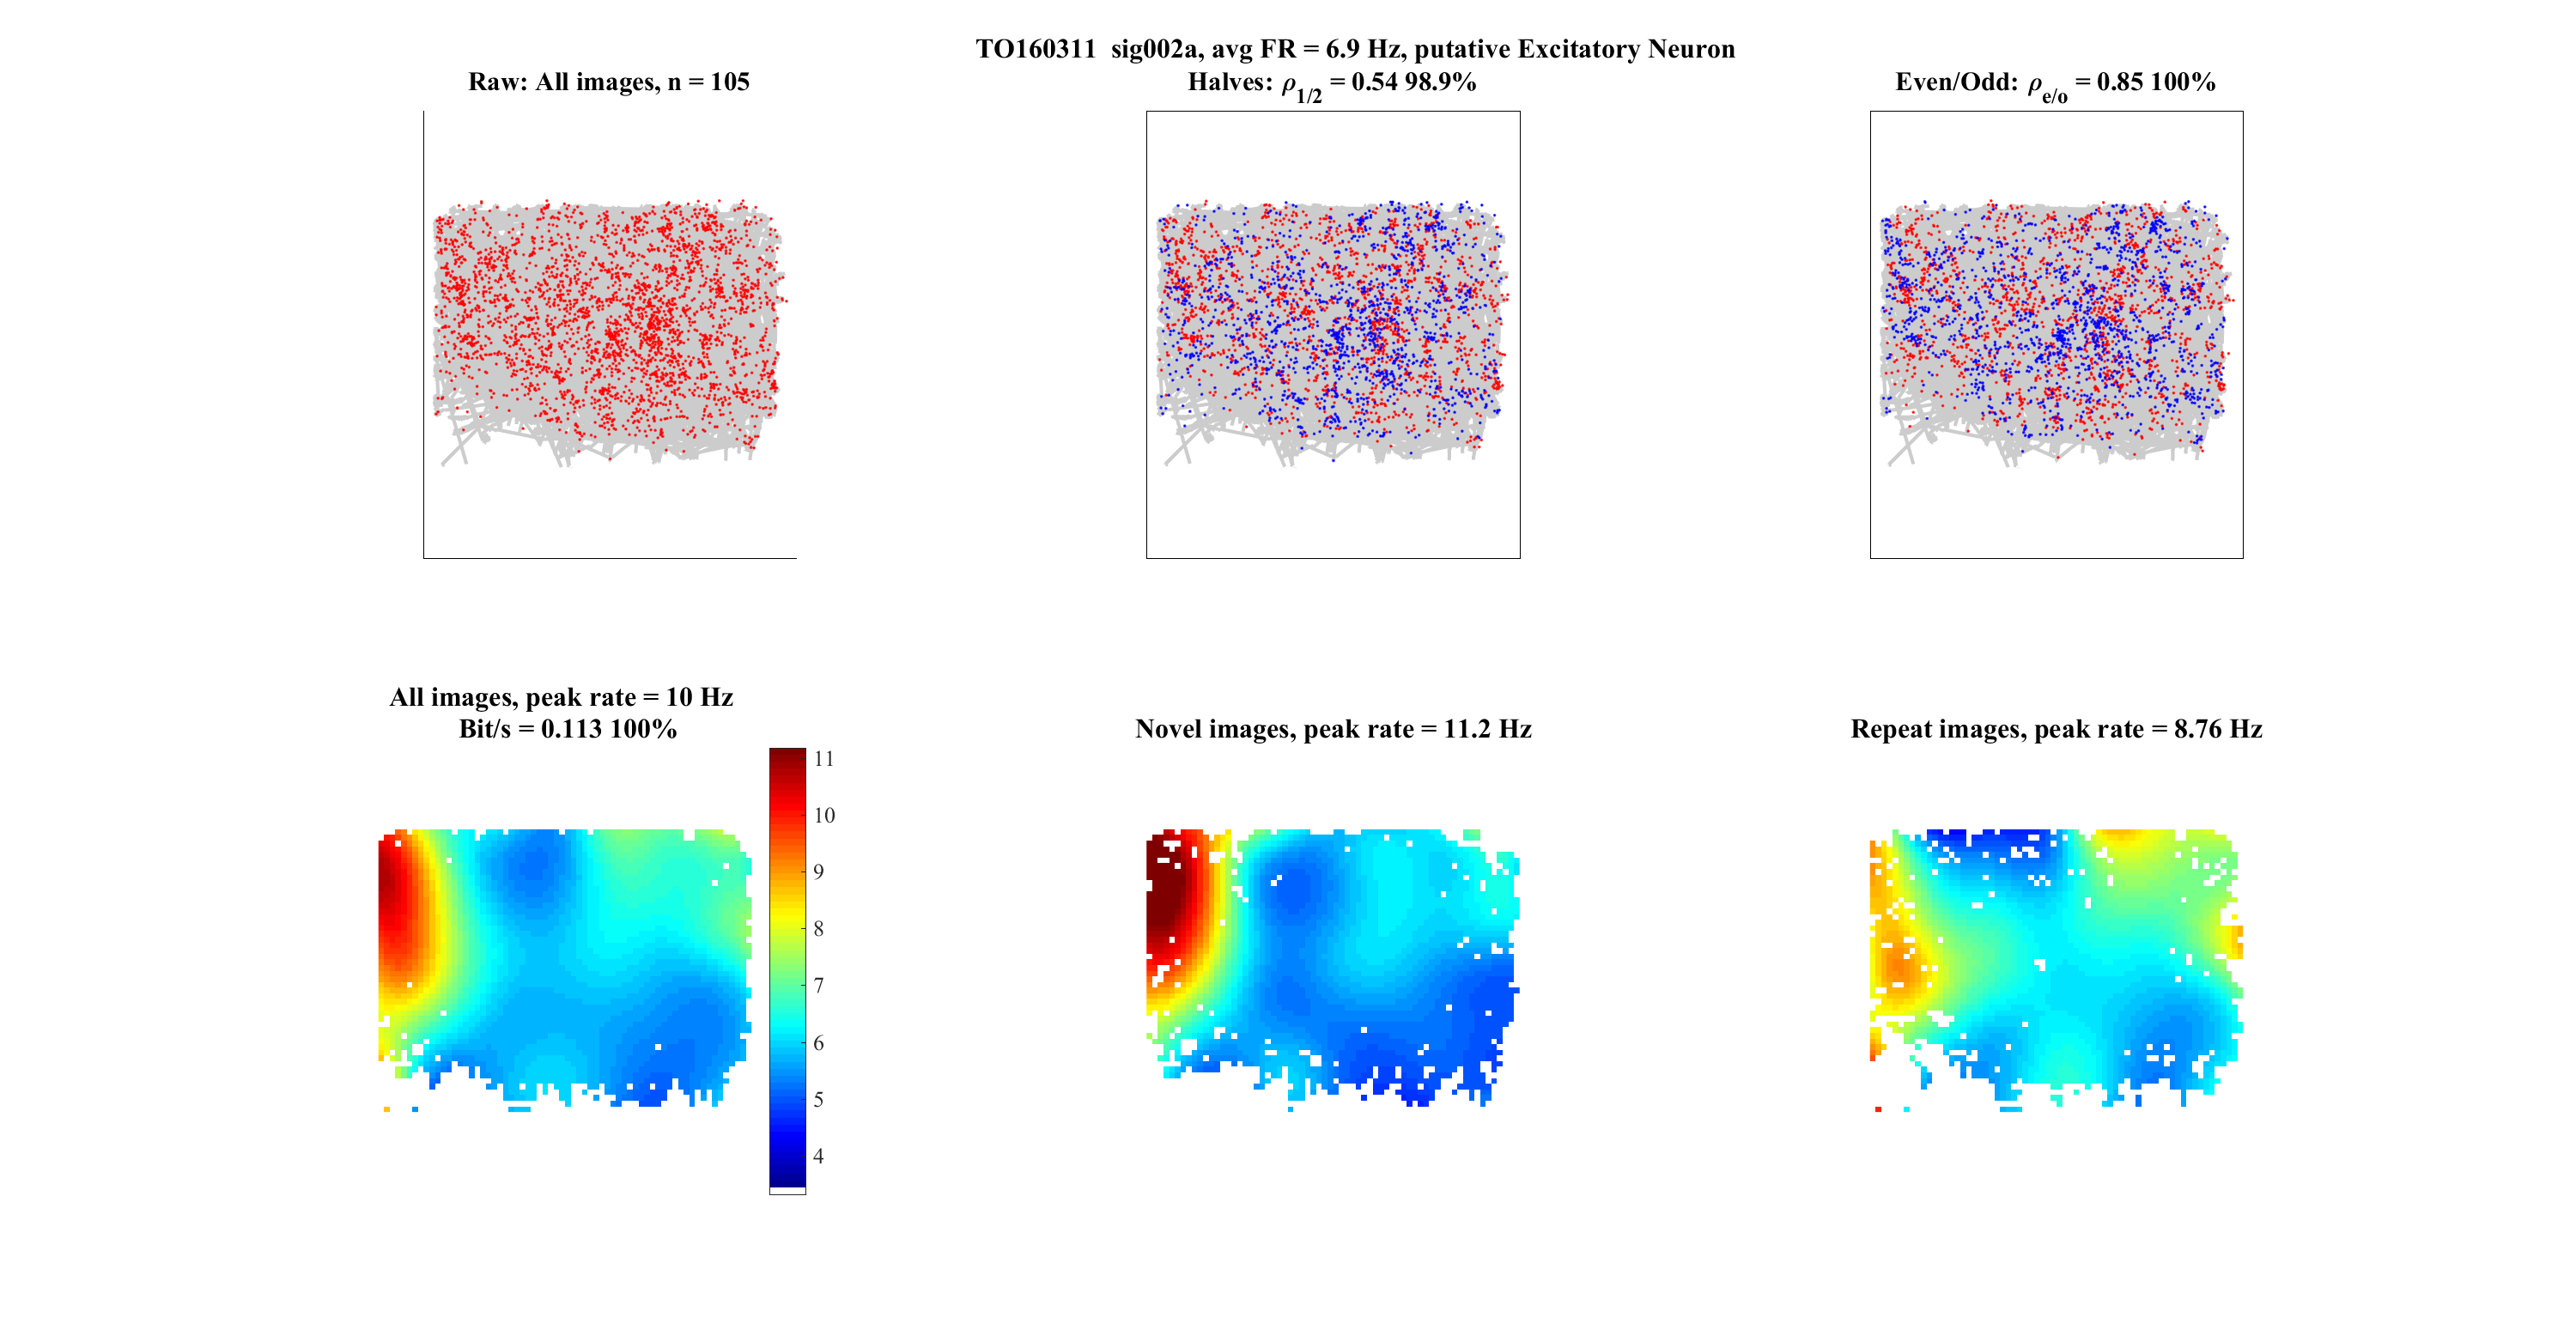 TO160311 sig002a, avg FR = 6.9 Hz, putative Excitatory Neuron
Raw: All images, n = 105
Halves: ρ1/2 = 0.54 98.9%
Even/Odd: ρe/o = 0.85 100%
All images, peak rate = 10 Hz
Bit/s = 0.113 100%
Novel images, peak rate = 11.2 Hz
Repeat images, peak rate = 8.76 Hz
11
10
9
8
7
6
5
4